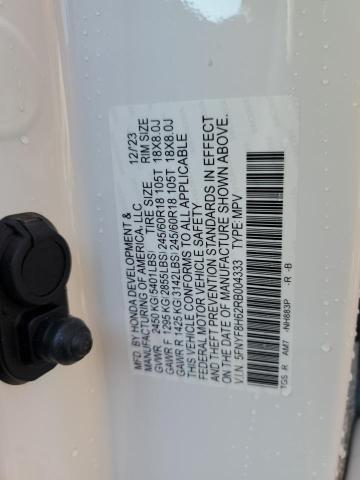 MFD. BY HONDA DEVELOPMENT & 12/23
OF AMERICA, LLC TIRE SIZE RIM SIZE
GVWR 2450 KG(5401LBS)
GAWR F 1295 KG(2855LBS) 245/60R18 105T 18X8.0J
GAWR R 1425 KG(3142LBS) 245/60R18 105T 18X8.0J
THIS VEHICLE CONFORMS TO ALL APPLICABLE
FEDERAL MOTOR VEHICLE SAFETY
AND THEFT PREVENTION STANDARDS IN EFFECT
ON THE DATE OF MANUFACTURE SHOWN ABOVE.
V.I.N. 5FNYF8H62RB004333 TYPE: MPV
TGS R AM7 -NH883P -R -B